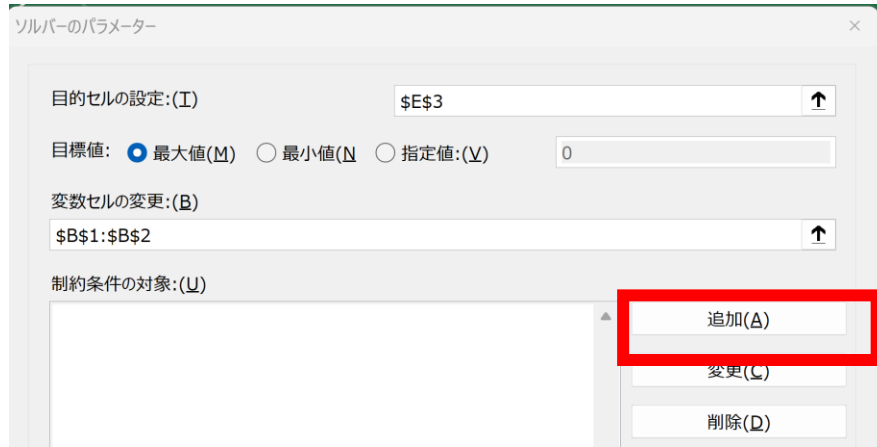 ソルバーのパラメーター ×
目的セルの設定:(T) $E$3
目標値: 最大値(M) 最小値(N 指定値:(V) 0
変数セルの変更:(B)
$B$1:$B$2
制約条件の対象:(U)
追加(A)
変更(C)
削除(D)